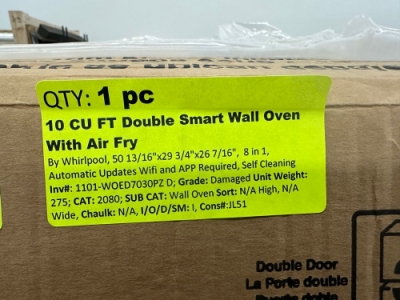 QTY: 1 pc
10 CU FT Double Smart Wall Oven
With Air Fry
By Whirlpool, 50 13/16"x29 3/4"x26 7/16", 8 in 1,
Automatic Updates Wifi and APP Required, Self Cleaning
Inv#: 1101-WOED7030PZ D; Grade: Damaged Unit Weight:
275; CAT: 2080; SUB CAT: Wall Oven Sort: N/A High, N/A
Wide, Chaulk: N/A, I/O/D/SM: I, Cons#:JL51
Double Door
La Porte double
doble